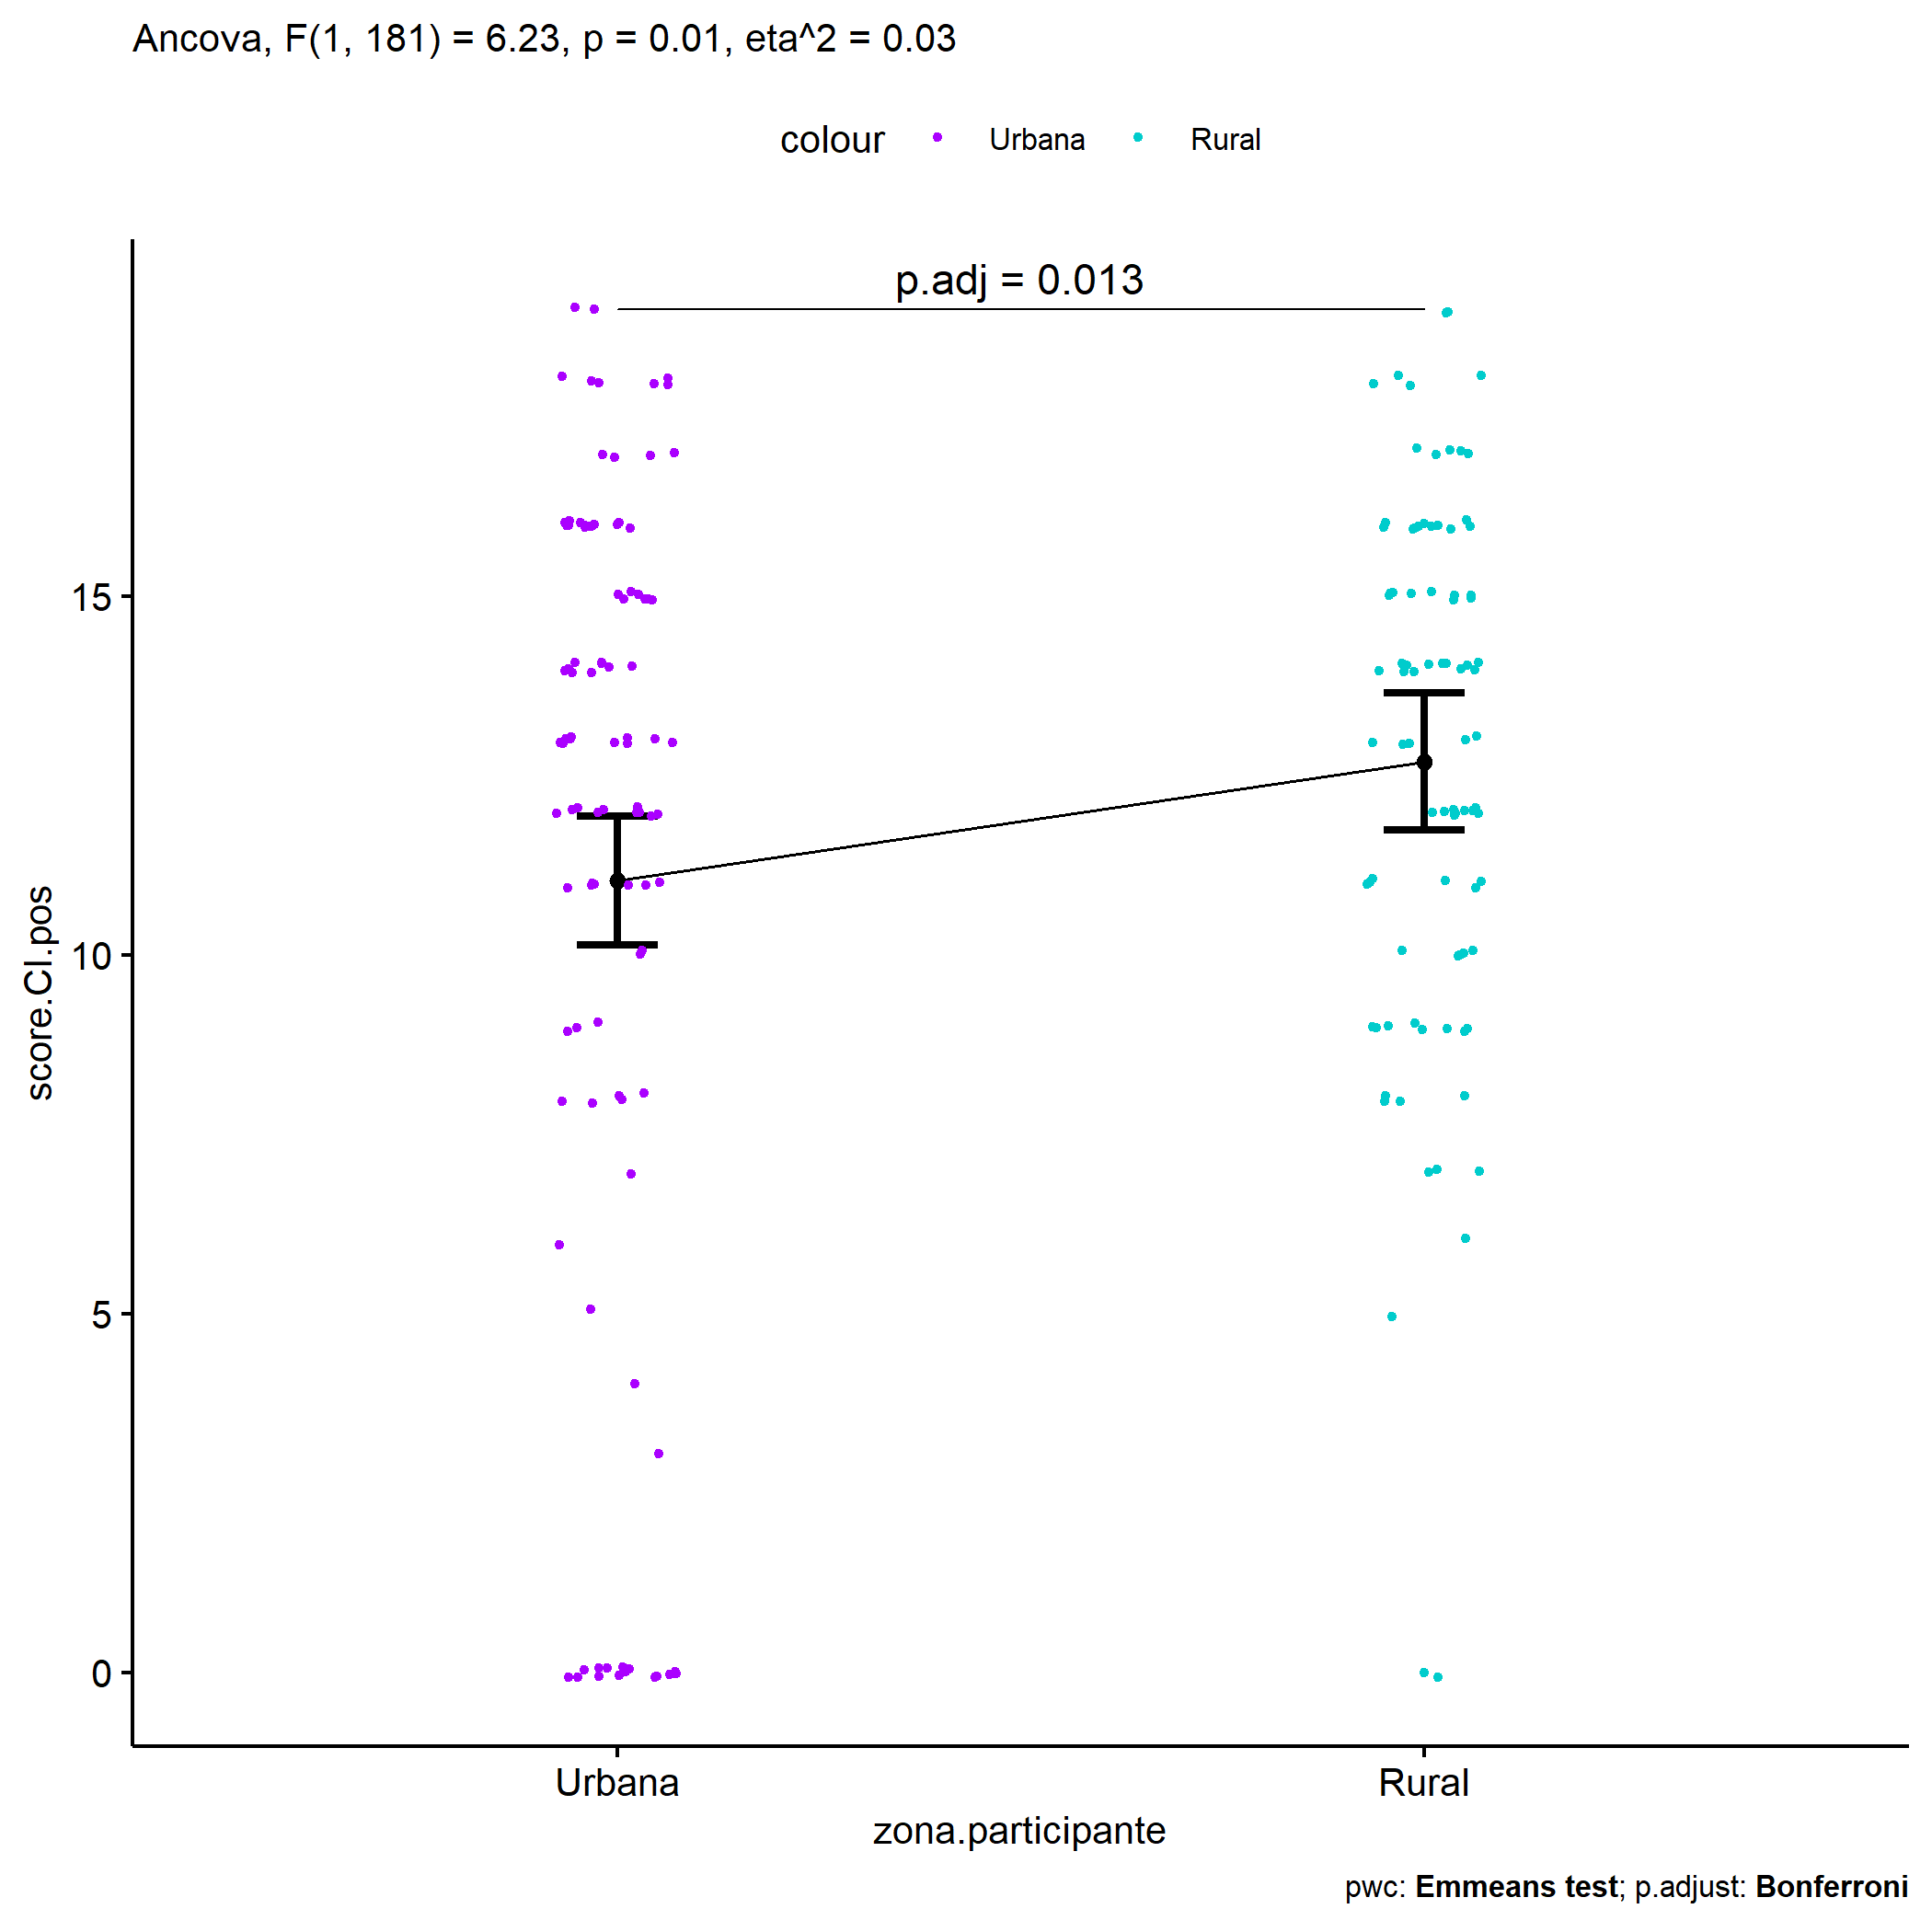 Ancova, F(1, 181) = 6.23, p = 0.01, eta^2 = 0.03
colour Urbana Rural
p.adj = 0.013
15
10
5
0
score.CI.pos
Urbana Rural
zona.participante
pwc: Emmeans test; p.adjust: Bonferroni